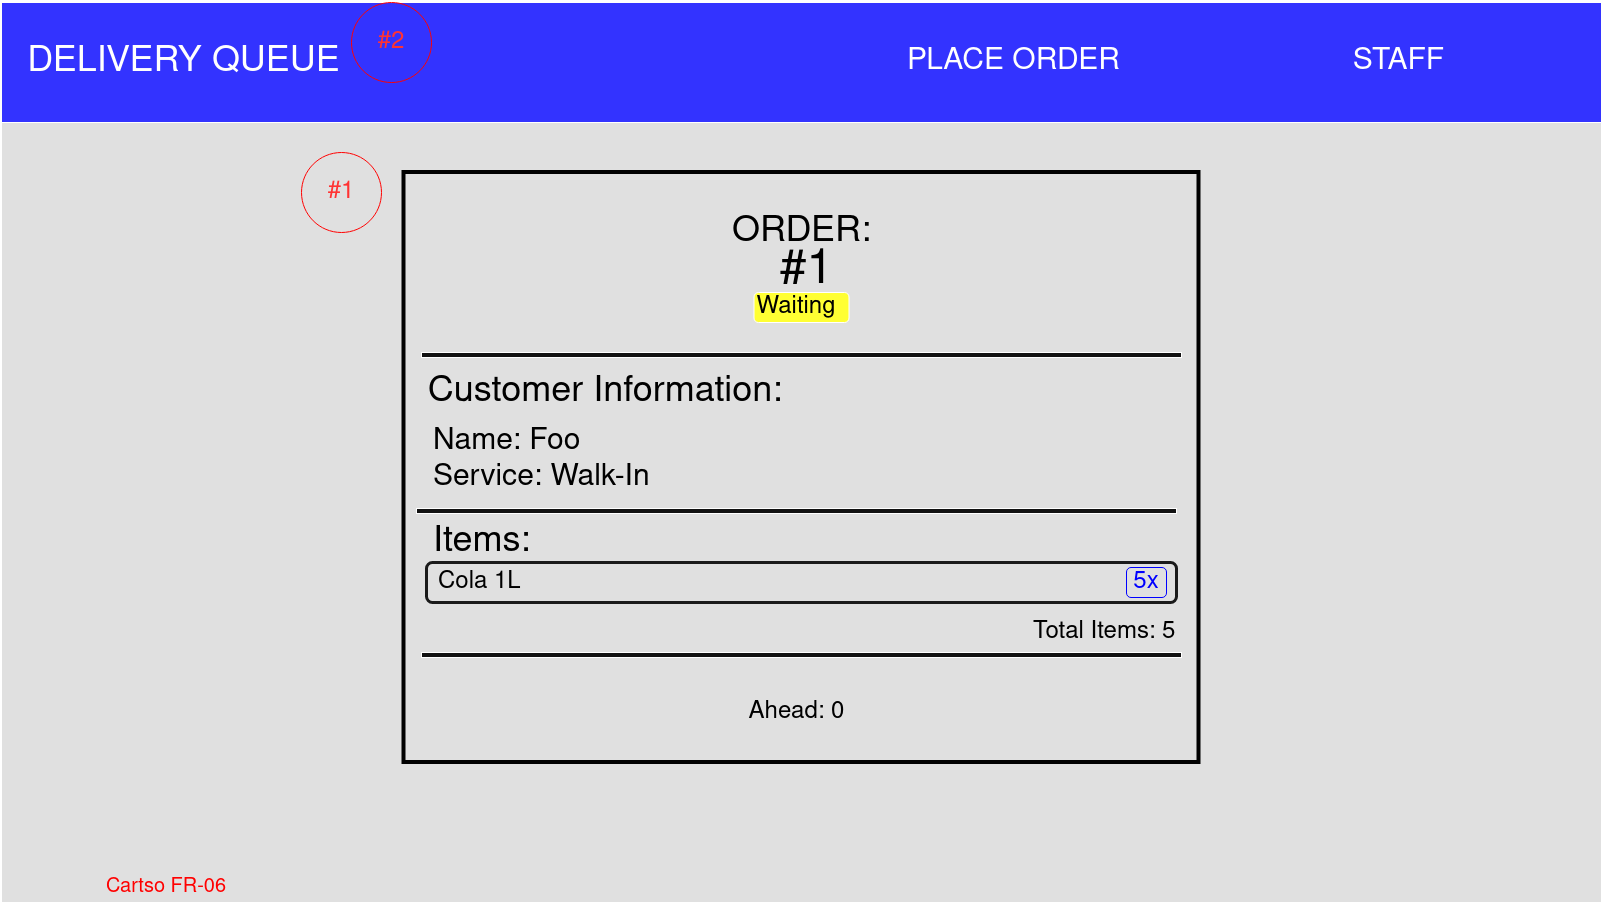 DELIVERY QUEUE
#2
PLACE ORDER
STAFF
#1
ORDER:
#1
Waiting
Customer Information:
Name: Foo
Service: Walk-In
Items:
Cola 1L
5x
Total Items: 5
Ahead: 0
Cartso FR-06